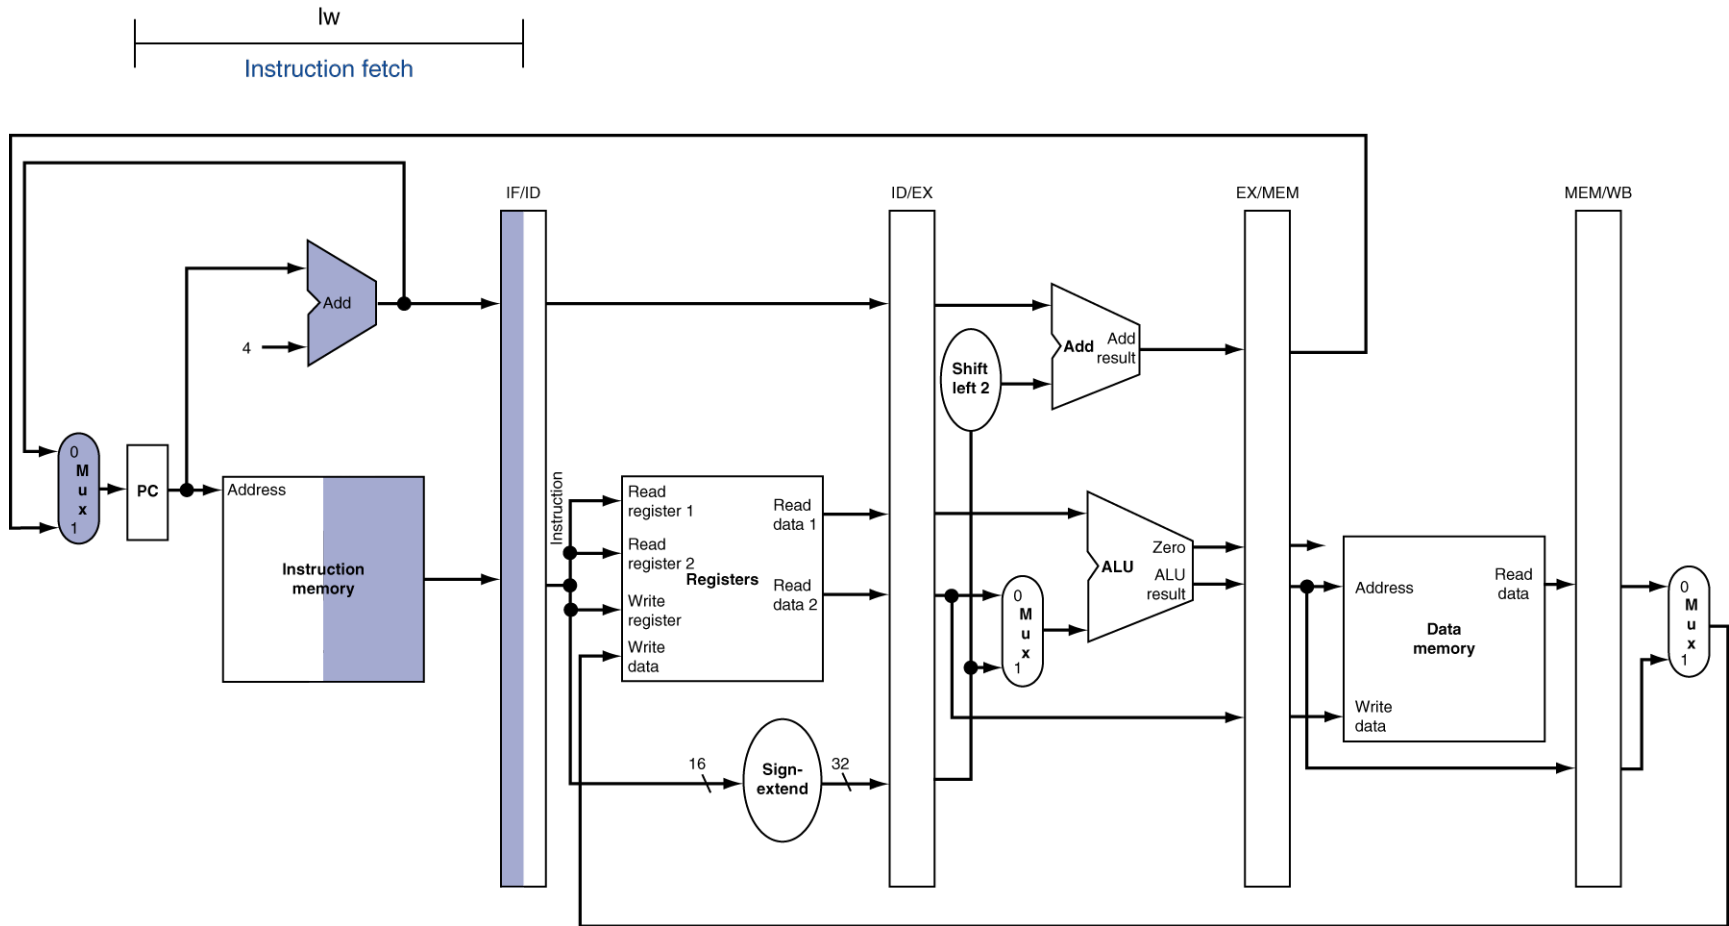 lw
Instruction fetch
IF/ID
ID/EX
EX/MEM
MEM/WB
Add
4
Add
Add
result
Shift
left 2
0
M
u
x
1
PC
Address
Instruction
memory
Instruction
Read
register 1
Read
register 2
Write
register
Write
data
Registers
Read
data 1
Read
data 2
16
Sign-
extend
32
0
M
u
x
1
ALU
Zero
ALU
result
Address
Read
data
Data
memory
Write
data
0
M
u
x
1